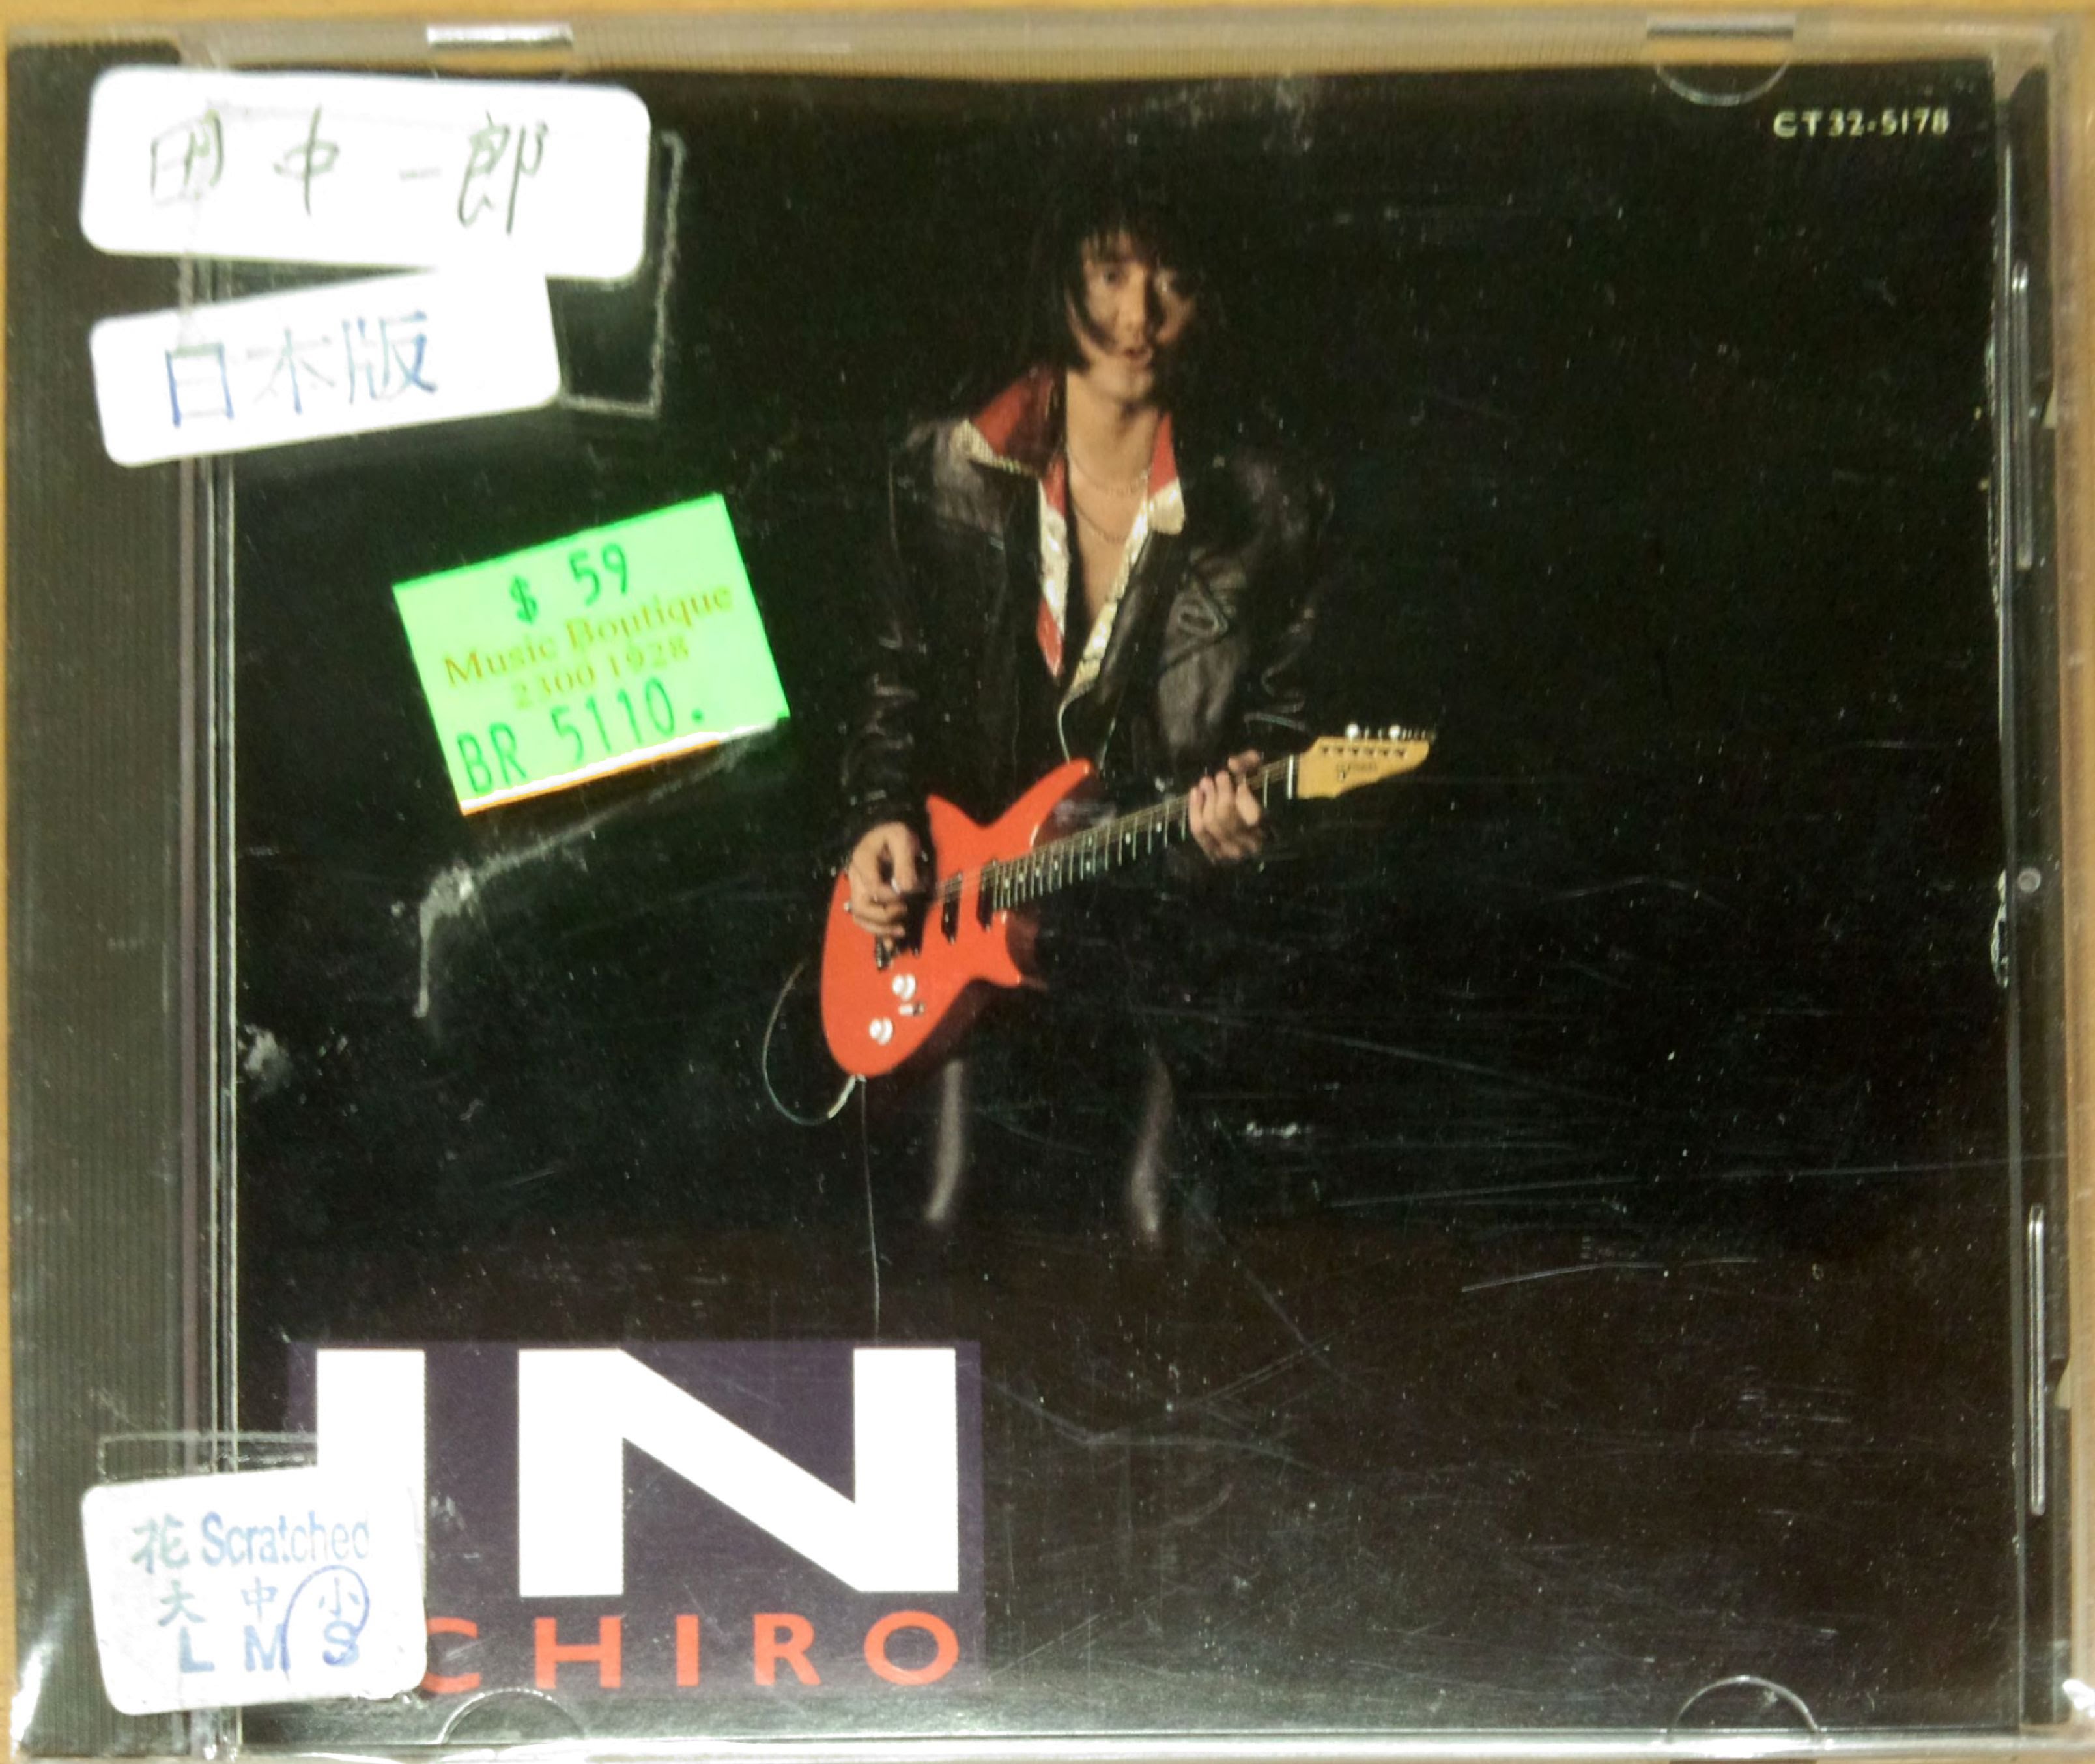 田中一郎
CT32-5178
日本版
$ 59
Music Boutique
2300 1928
BR 5110.
IN
CHIRO
花 Scratched
大 中 小
L M S